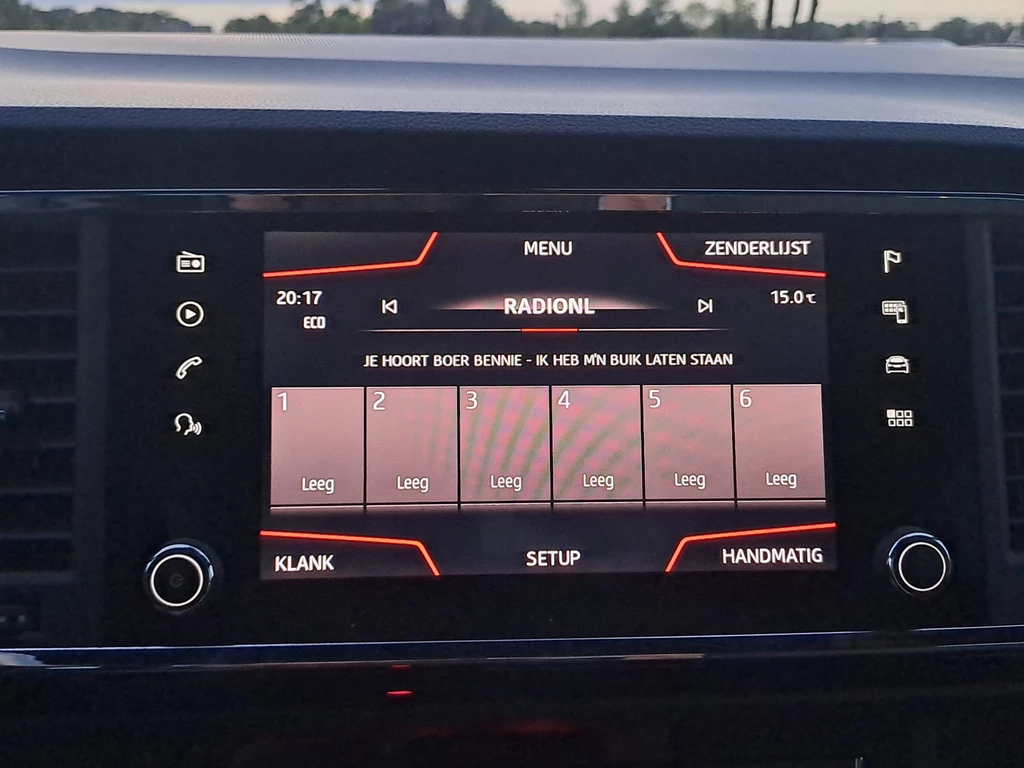 MENU
ZENDERLIJST
20:17
RADIONL
15.0℃
ECO
JE HOORT BOER BENNIE - IK HEB M'N BUIK LATEN STAAN
1 2 3 4 5 6
Leeg Leeg Leeg Leeg Leeg Leeg
KLANK
SETUP
HANDMATIG